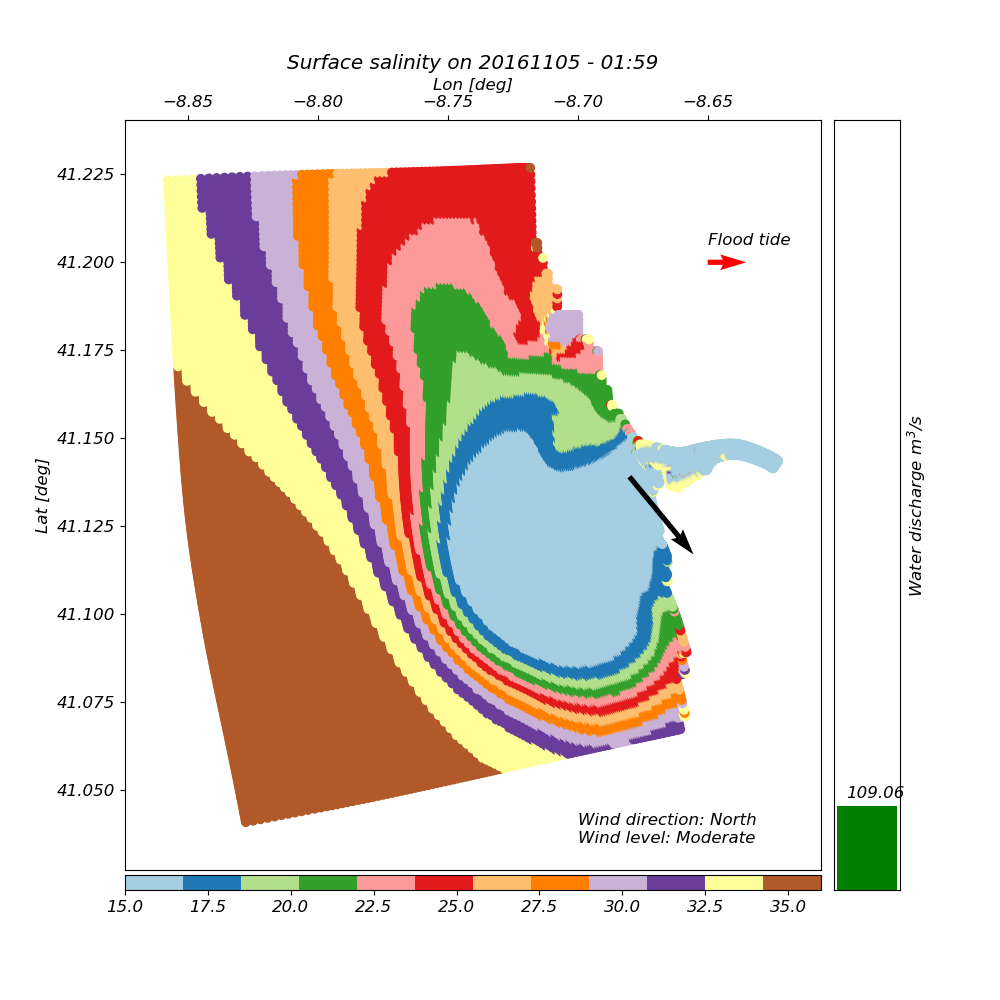 Surface salinity on 20161105 - 01:59
Lon [deg]
−8.85 −8.80 −8.75 −8.70 −8.65
41.225
41.200
41.175
41.150
41.125
41.100
41.075
41.050
Lat [deg]
Flood tide
Wind direction: North
Wind level: Moderate
15.0 17.5 20.0 22.5 25.0 27.5 30.0 32.5 35.0
109.06
Water discharge m³/s